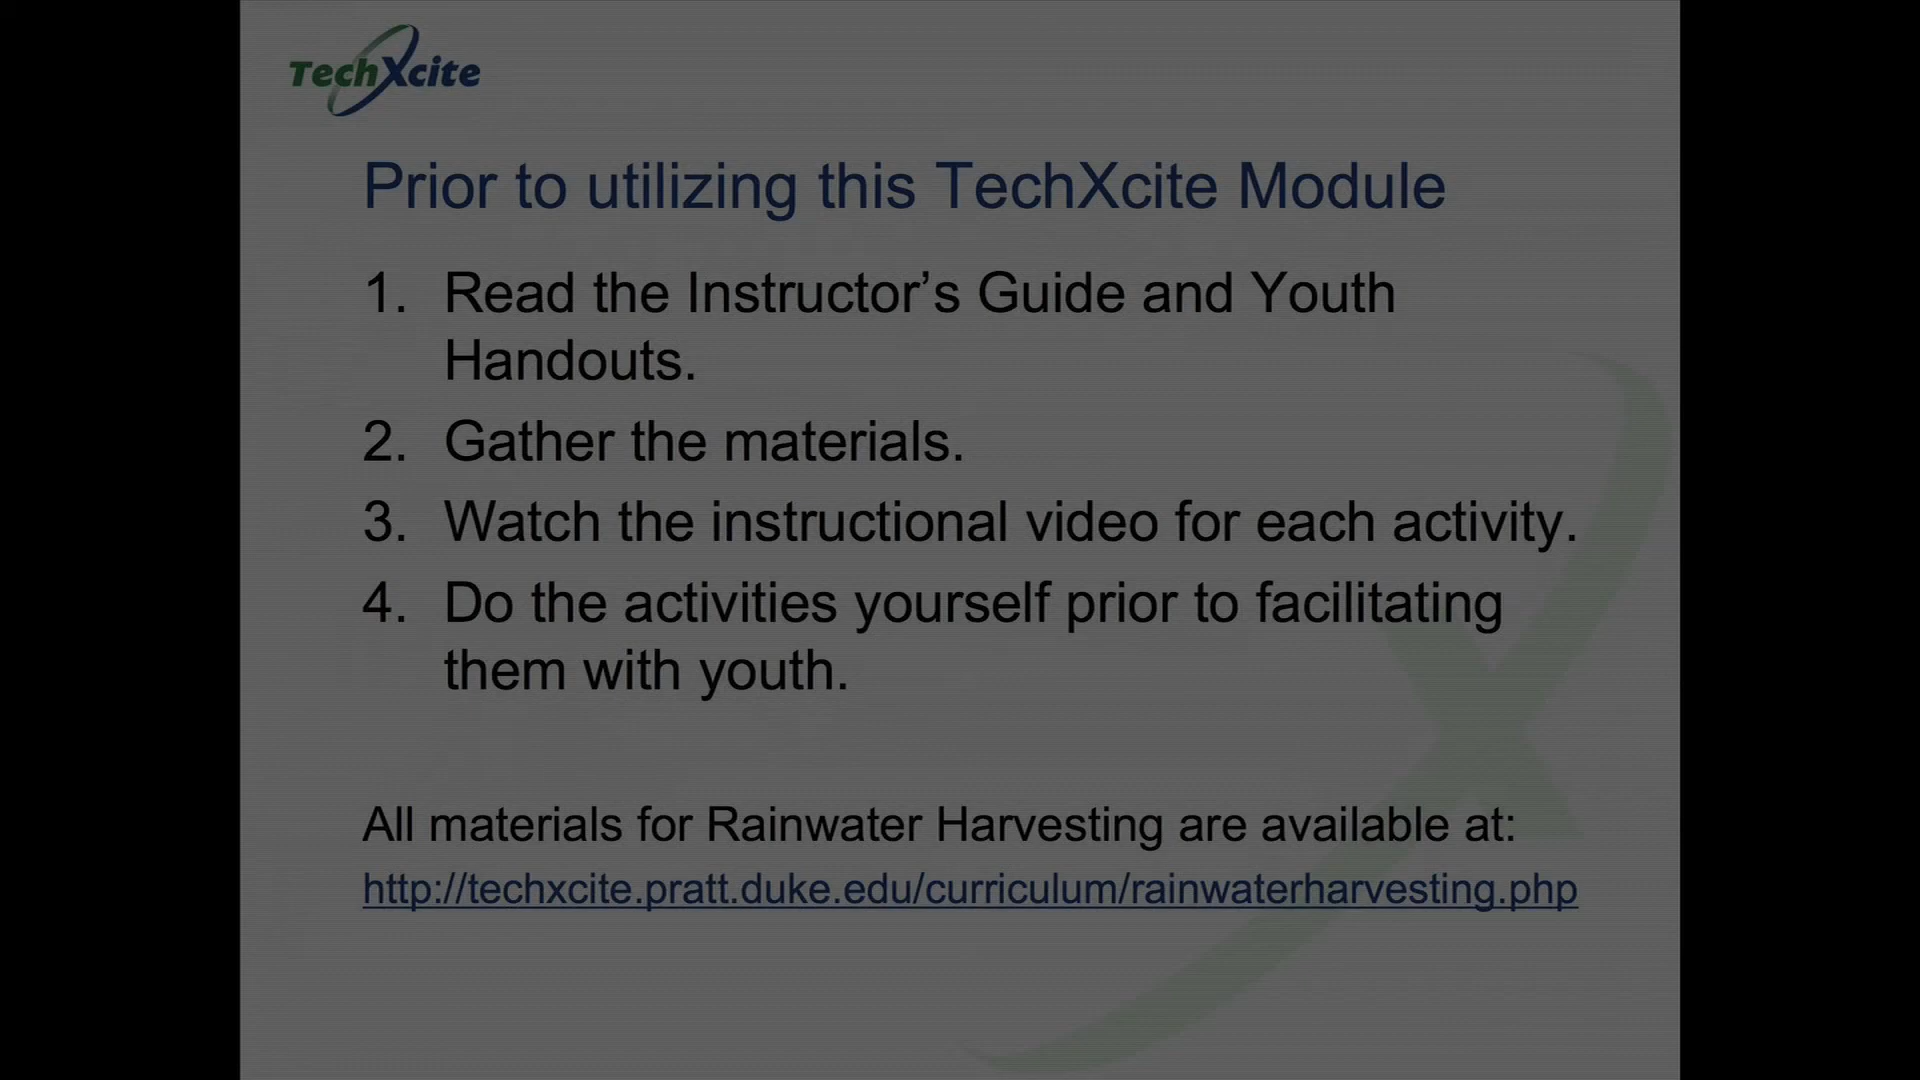 TechXcite
Prior to utilizing this TechXcite Module
1. Read the Instructor’s Guide and Youth
Handouts.
2. Gather the materials.
3. Watch the instructional video for each activity.
4. Do the activities yourself prior to facilitating
them with youth.
All materials for Rainwater Harvesting are available at:
http://techxcite.pratt.duke.edu/curriculum/rainwaterharvesting.php